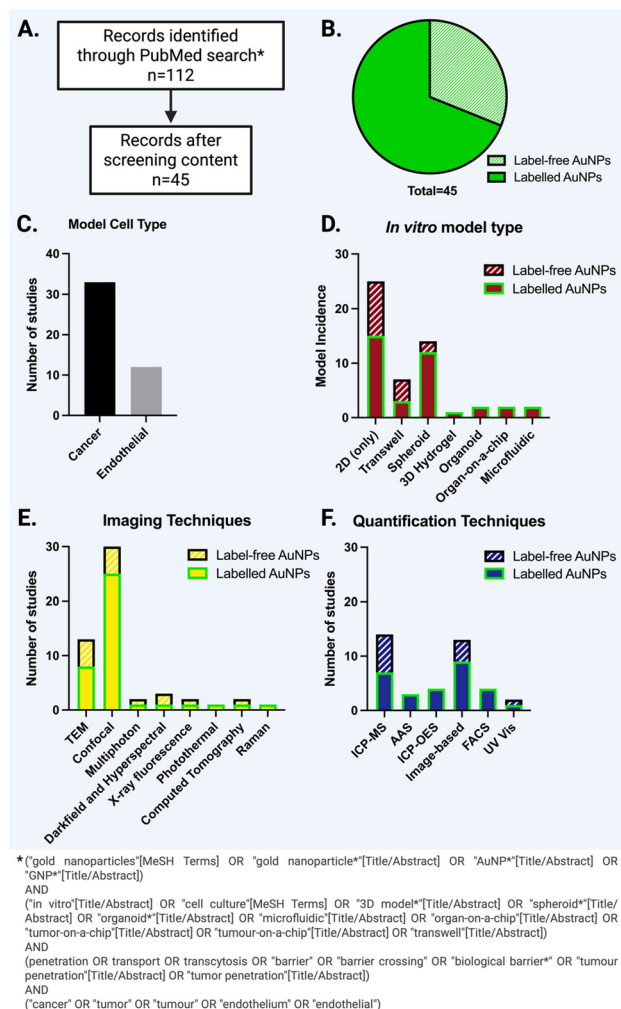 A.
Records identified
through PubMed search*
n=112
Records after
screening content
n=45
B.
Label-free AuNPs
Labelled AuNPs
Total=45
C.
Model Cell Type
Number of studies
40
30
20
10
0
Cancer
Endothelial
D.
In vitro model type
Model Incidence
30
20
10
0
Label-free AuNPs
Labelled AuNPs
2D (only)
Transwell
Spheroid
3D Hydrogel
Organoid
Organ-on-a-chip
Microfluidic
E.
Imaging Techniques
Number of studies
30
20
10
0
Label-free AuNPs
Labelled AuNPs
TEM
Confocal
Multiphoton
Darkfield and Hyperspectral
X-ray fluorescence
Photothermal
Computed Tomography
Raman
F.
Quantification Techniques
Number of studies
30
20
10
0
Label-free AuNPs
Labelled AuNPs
ICP-MS
AAS
ICP-OES
Image-based
FACS
UV Vis
*("gold nanoparticles"[MeSH Terms] OR "gold nanoparticle*"[Title/Abstract] OR "AuNP*"[Title/Abstract] OR
"GNP*"[Title/Abstract])
AND
("in vitro"[Title/Abstract] OR "cell culture"[MeSH Terms] OR "3D model*"[Title/Abstract] OR "spheroid*"[Title/
Abstract] OR "organoid*"[Title/Abstract] OR "microfluidic"[Title/Abstract] OR "organ-on-a-chip"[Title/Abstract] OR
"tumor-on-a-chip"[Title/Abstract] OR "tumour-on-a-chip"[Title/Abstract] OR "transwell"[Title/Abstract])
AND
(penetration OR transport OR transcytosis OR "barrier" OR "barrier crossing" OR "biological barrier*" OR "tumour
penetration"[Title/Abstract] OR "tumor penetration"[Title/Abstract])
AND
("cancer" OR "tumor" OR "tumour" OR "endothelium" OR "endothelial")